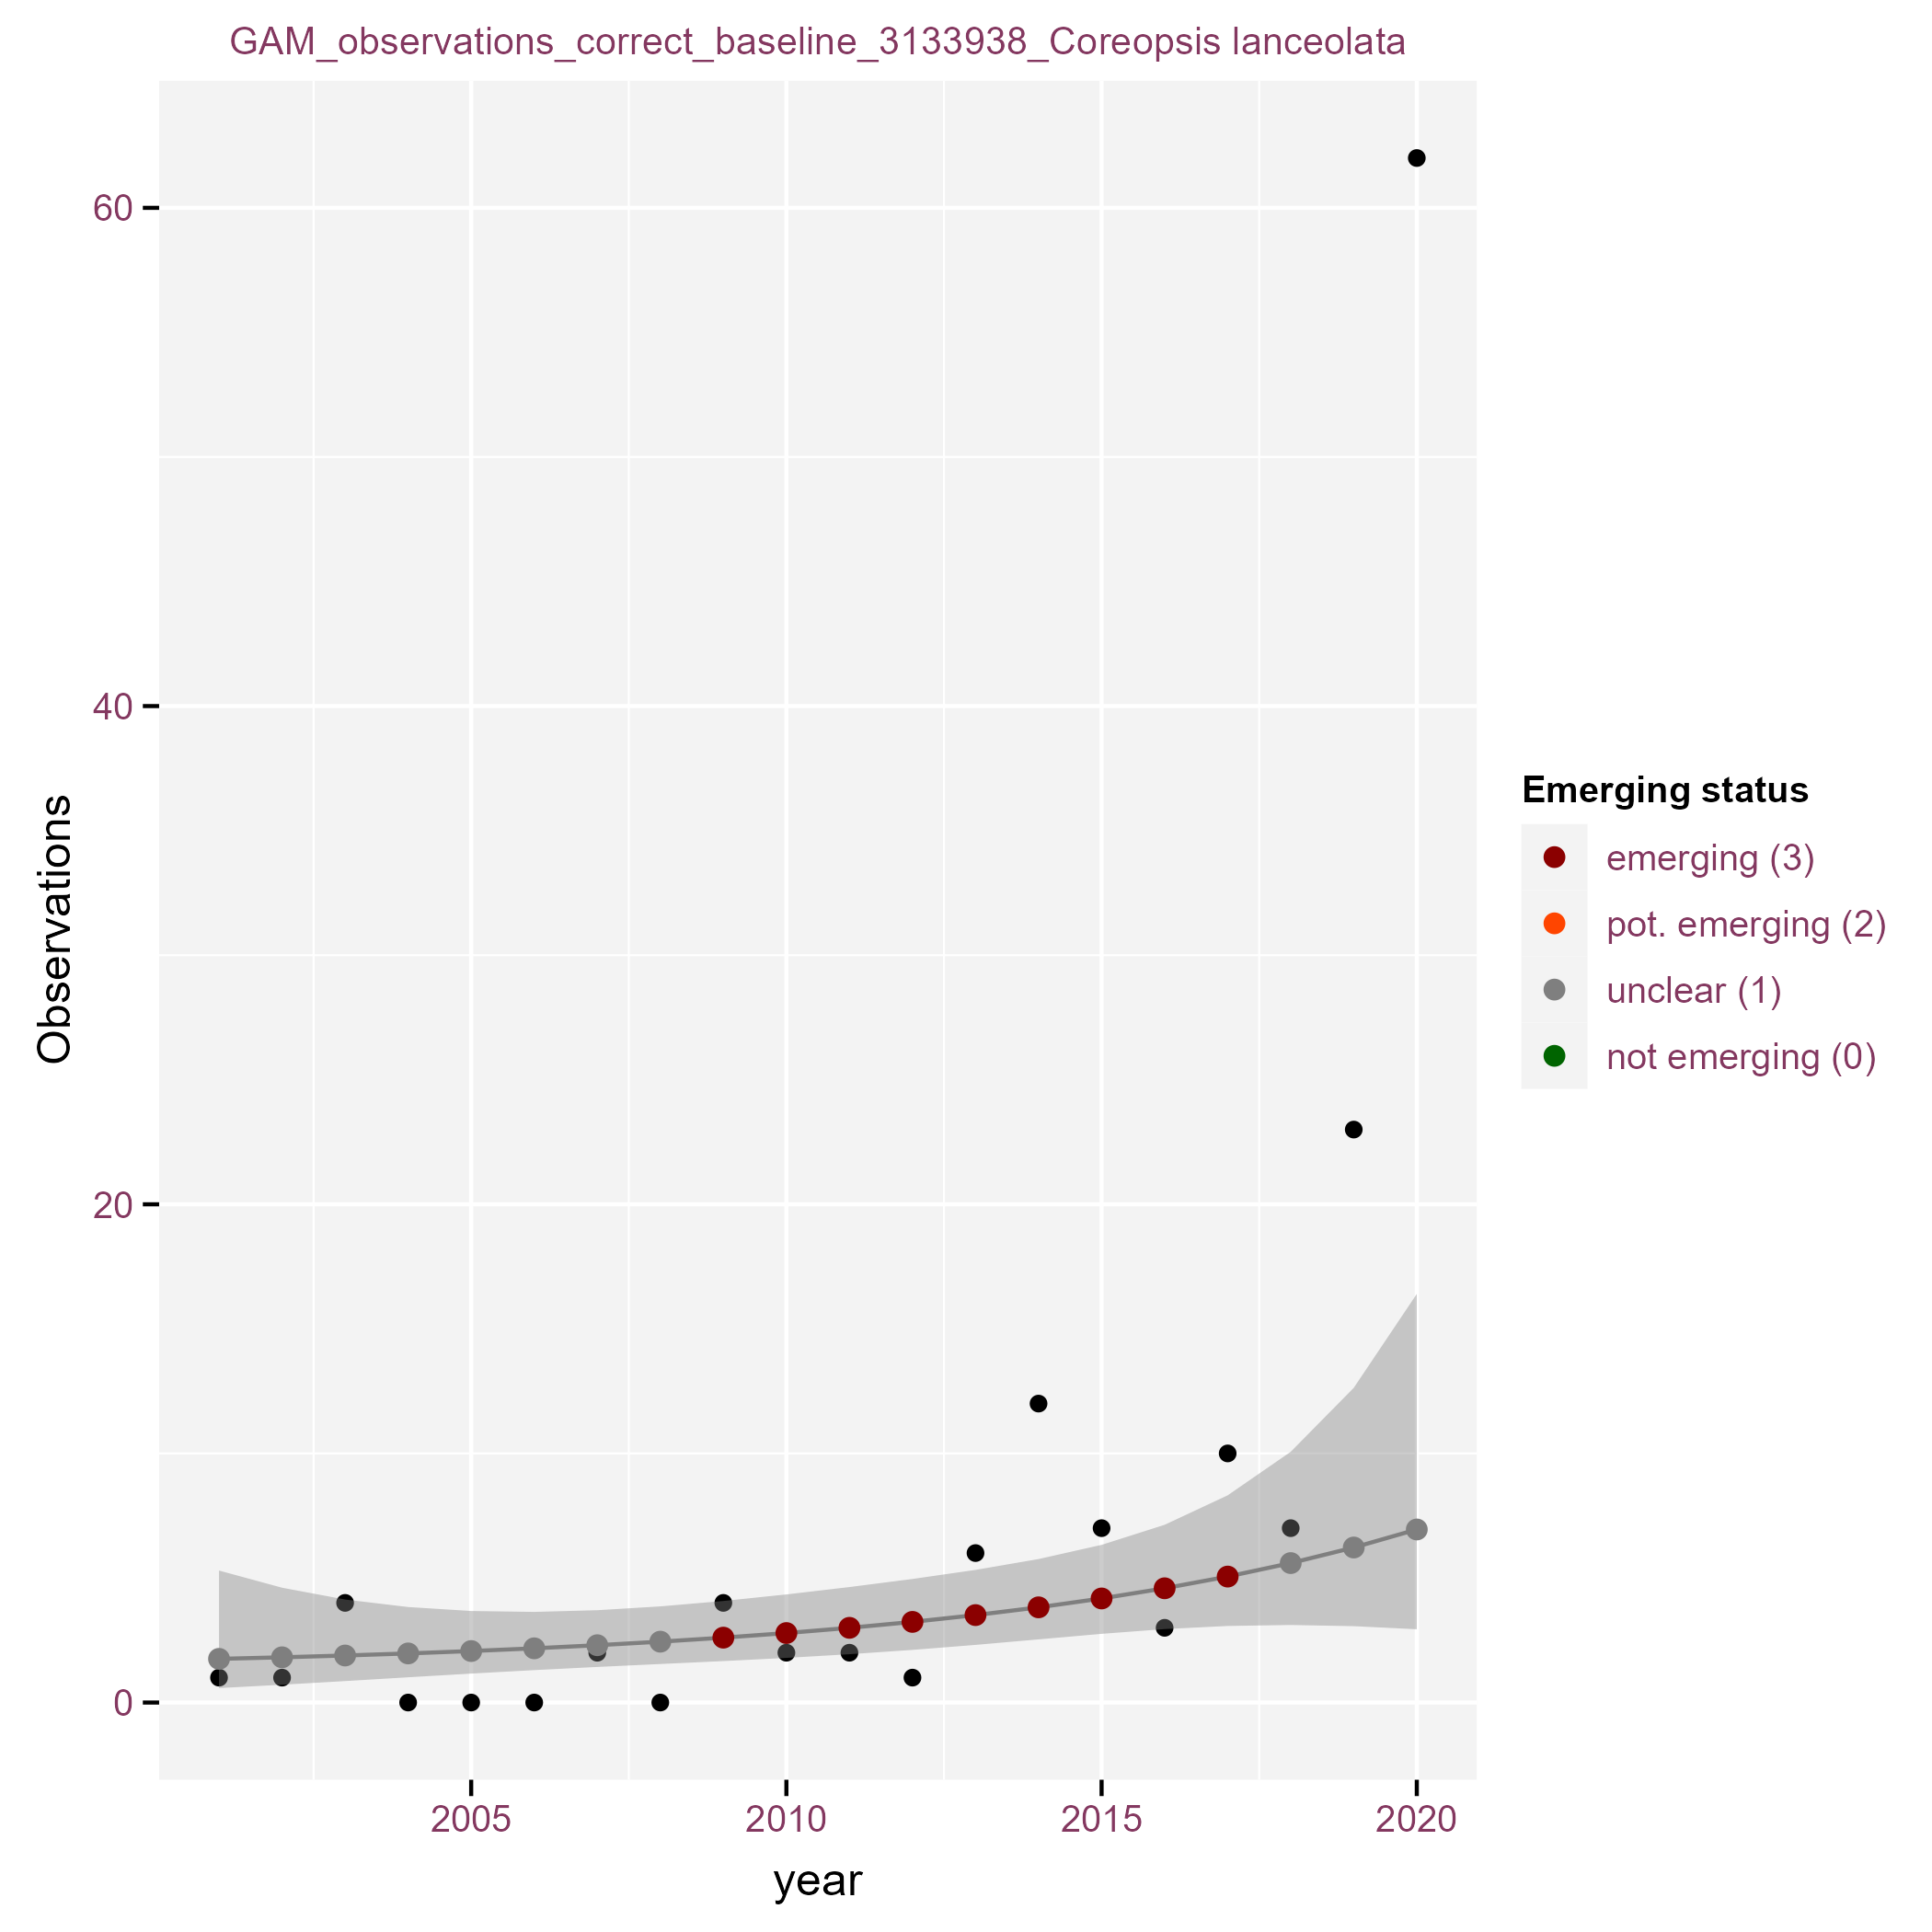 GAM_observations_correct_baseline_3133938_Coreopsis lanceolata
60
40
20
0
Observations
2005
2010
2015
2020
year
Emerging status
emerging (3)
pot. emerging (2)
unclear (1)
not emerging (0)